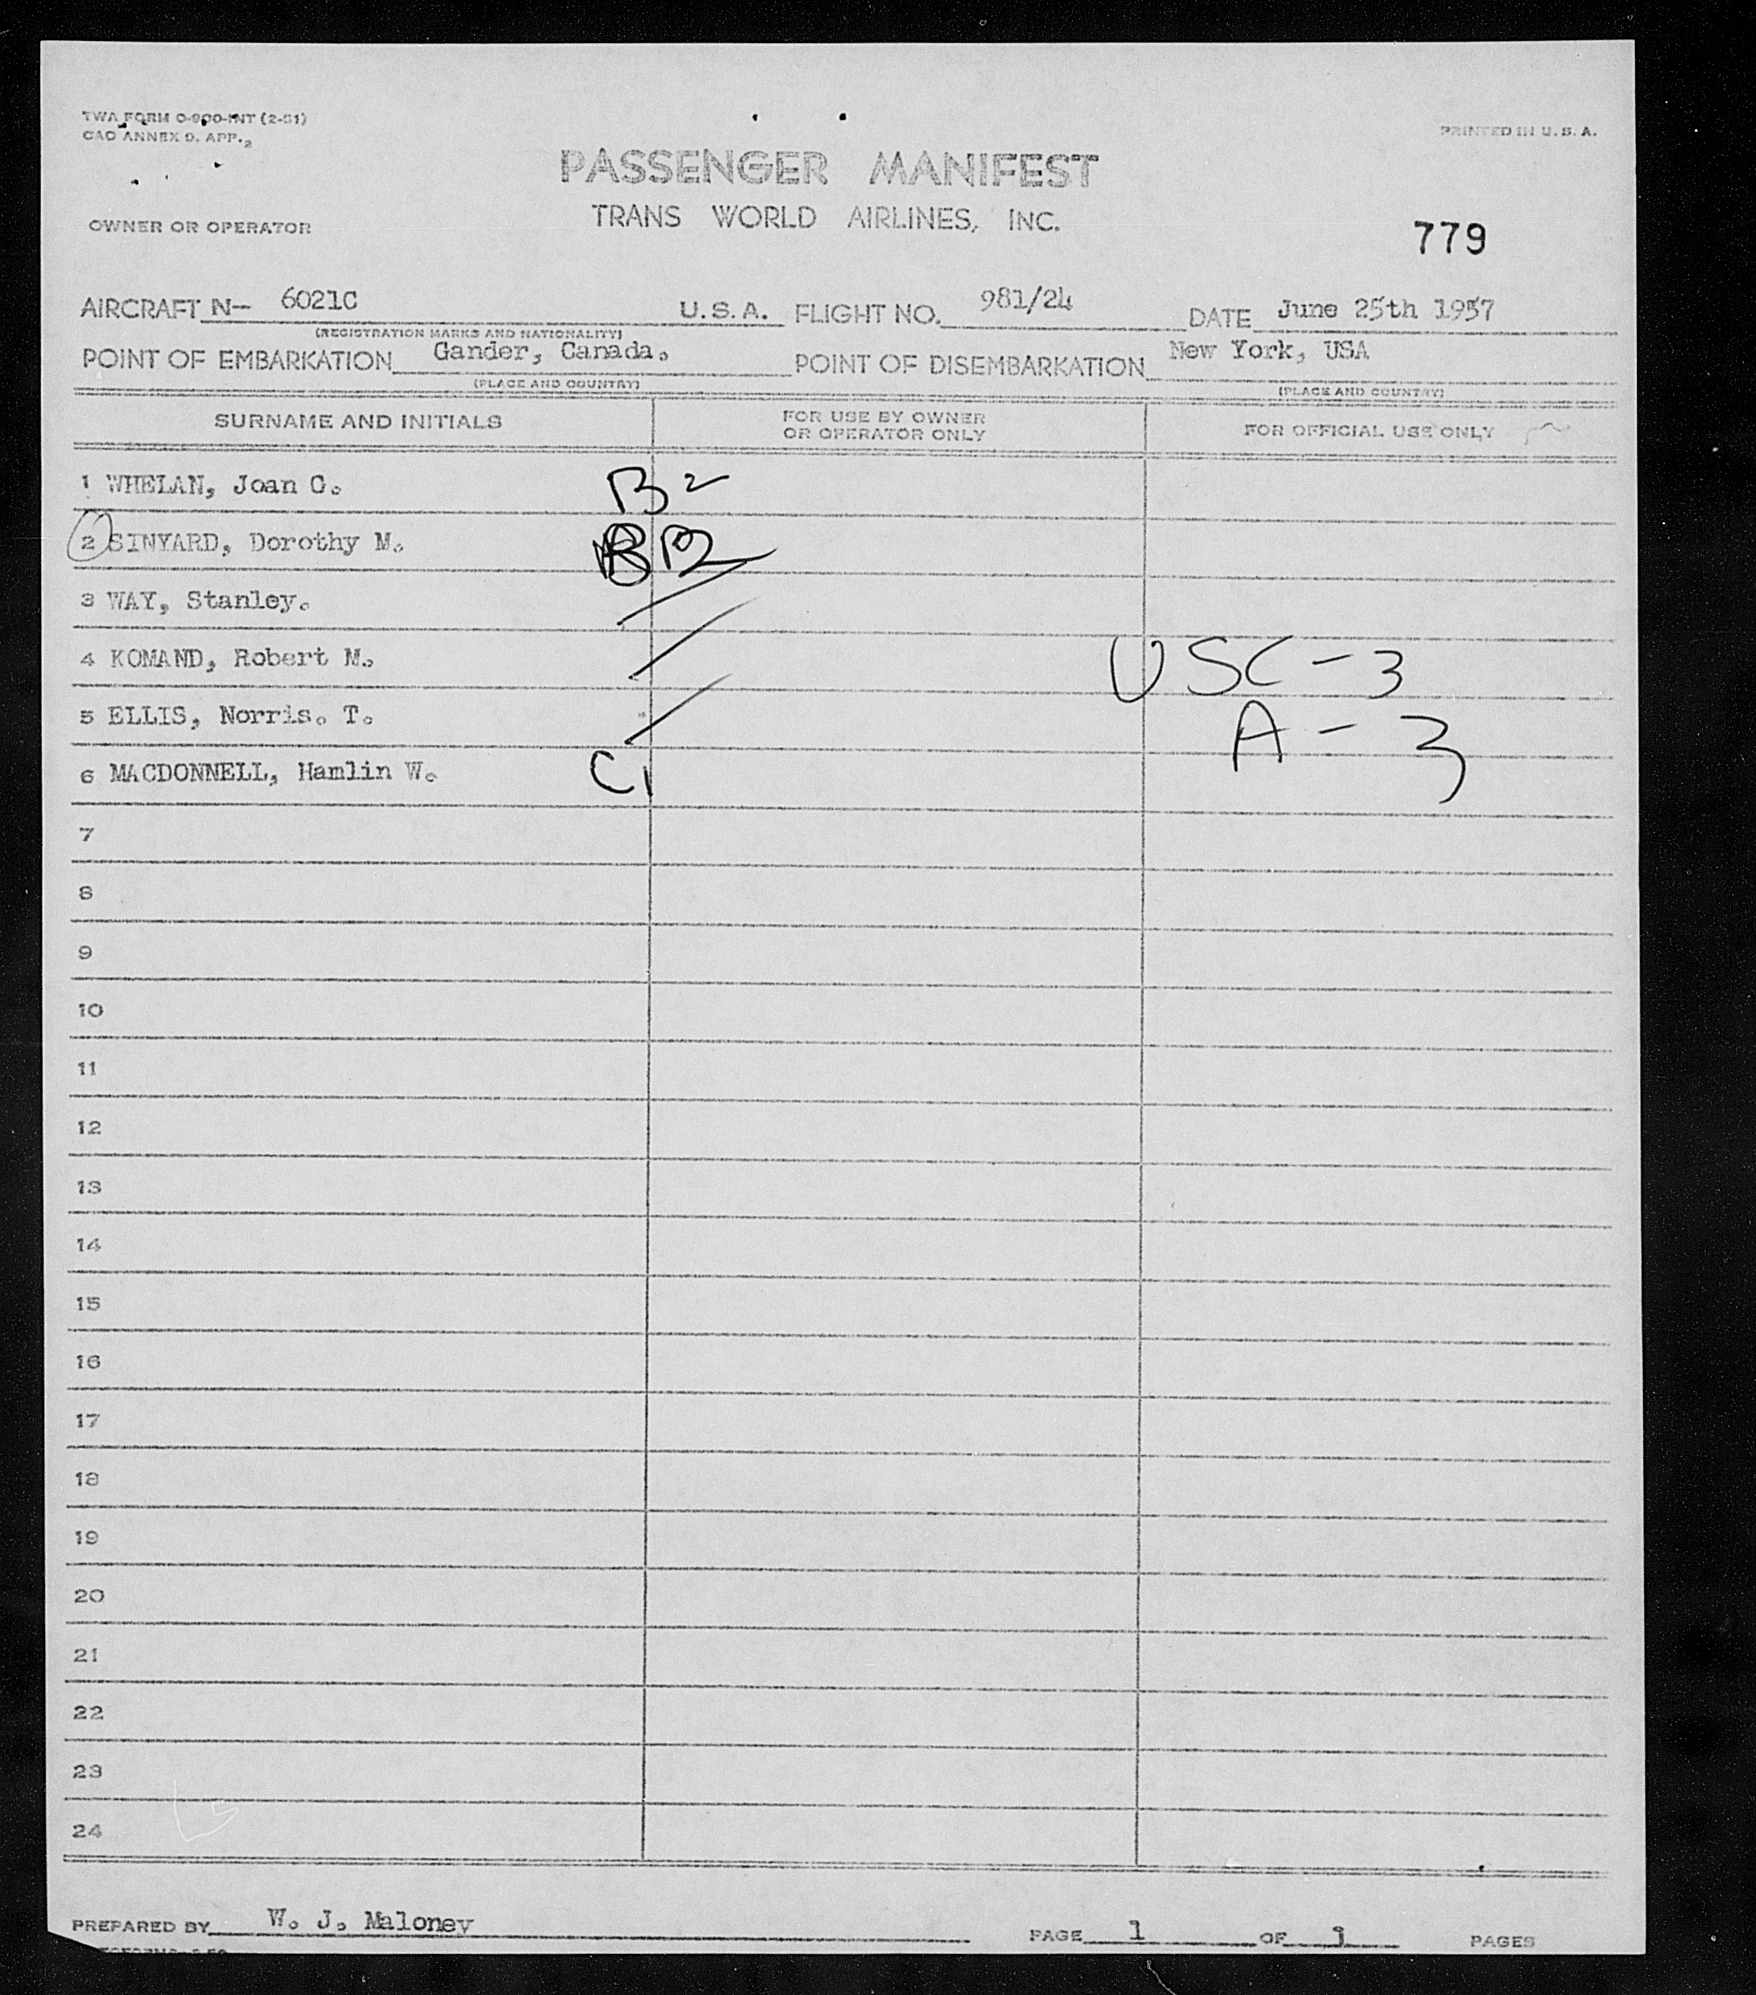 TWA FORM O-900-INT (2-51)
CAO ANNEX 9. APP. 2
PRINTED IN U. S. A.
PASSENGER MANIFEST
TRANS WORLD AIRLINES, INC.
OWNER OR OPERATOR
779
AIRCRAFT N-- 6021C U.S.A. FLIGHT NO. 981/24 DATE June 25th 1957
(REGISTRATION MARKS AND NATIONALITY)
POINT OF EMBARKATION Gander, Canada. POINT OF DISEMBARKATION New York, USA
(PLACE AND COUNTRY) (PLACE AND COUNTRY)
SURNAME AND INITIALS FOR USE BY OWNER OR OPERATOR ONLY FOR OFFICIAL USE ONLY
1 WHELAN, Joan C. B2
2 SINYARD, Dorothy M. B2
3 WAY, Stanley.
4 KOMAND, Robert M. USC-3
5 ELLIS, Norris. T. A-3
6 MACDONNELL, Hamlin W. C1
7
8
9
10
11
12
13
14
15
16
17
18
19
20
21
22
23
24
PREPARED BY W. J. Maloney PAGE 1 OF 1 PAGES